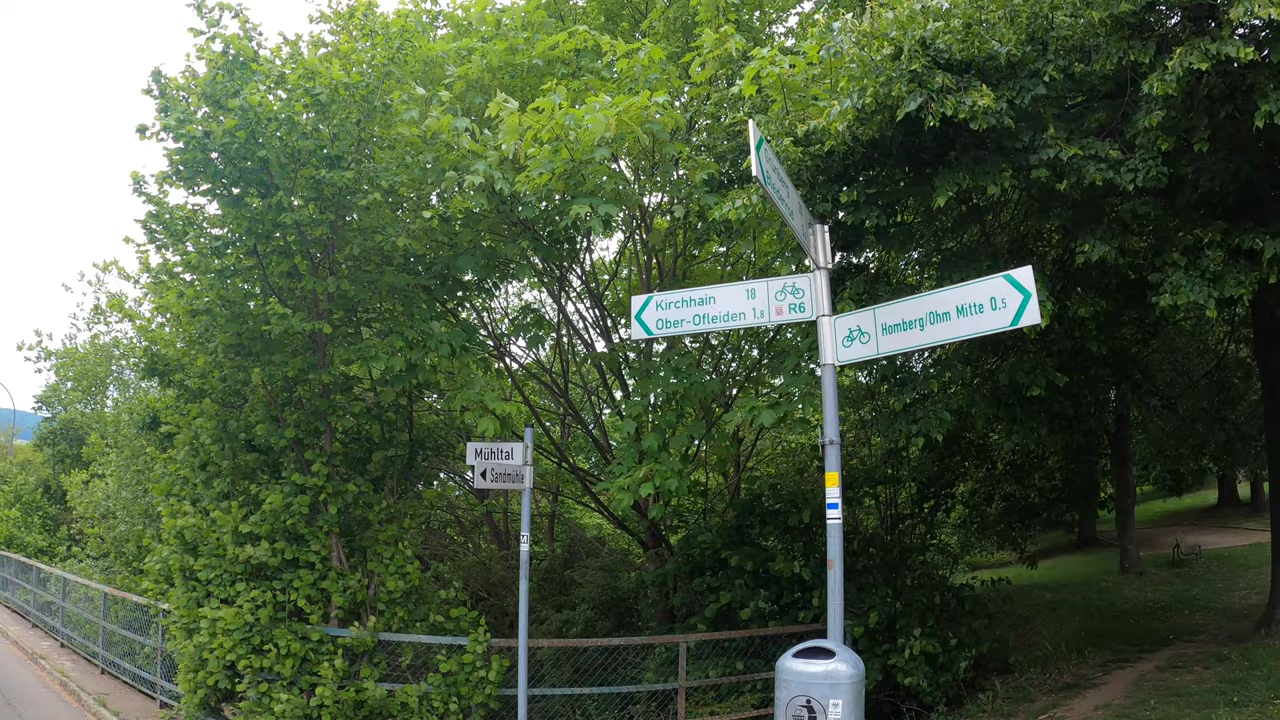 Kirchhain 18
Ober-Ofleiden 1,8 R6
Homberg/Ohm Mitte 0,5
Mühltal
Sandmühle